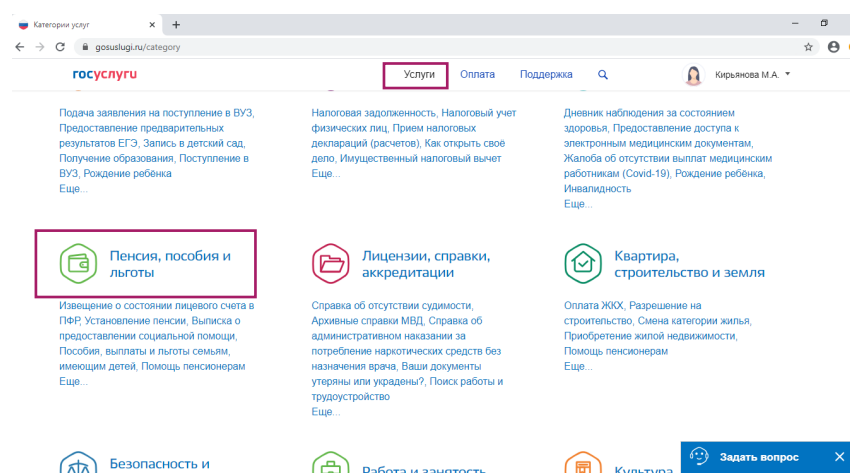 Категории услуг
gosuslugi.ru/category
госуслуги
Услуги Оплата Поддержка Кирьянова М.А.
Подача заявления на поступление в ВУЗ,
Предоставление предварительных
результатов ЕГЭ, Запись в детский сад,
Получение образования, Поступление в
ВУЗ, Рождение ребёнка
Еще...
Налоговая задолженность, Налоговый учет
физических лиц, Прием налоговых
деклараций (расчетов), Как открыть своё
дело, Имущественный налоговый вычет
Еще...
Дневник наблюдения за состоянием
здоровья, Предоставление доступа к
электронным медицинским документам,
Жалоба об отсутствии выплат медицинским
работникам (Covid-19), Рождение ребёнка,
Инвалидность
Еще...
Пенсия, пособия и
льготы
Извещение о состоянии лицевого счета в
ПФР, Установление пенсии, Выписка о
предоставлении социальной помощи,
Пособия, выплаты и льготы семьям,
имеющим детей, Помощь пенсионерам
Еще...
Лицензии, справки,
аккредитации
Справка об отсутствии судимости,
Архивные справки МВД, Справка об
административном наказании за
потребление наркотических средств без
назначения врача, Ваши документы
утеряны или украдены?, Поиск работы и
трудоустройство
Еще...
Квартира,
строительство и земля
Оплата ЖКХ, Разрешение на
строительство, Смена категории жилья,
Приобретение жилой недвижимости,
Помощь пенсионерам
Еще...
Безопасность и
Работа и занятость
Культура
Задать вопрос